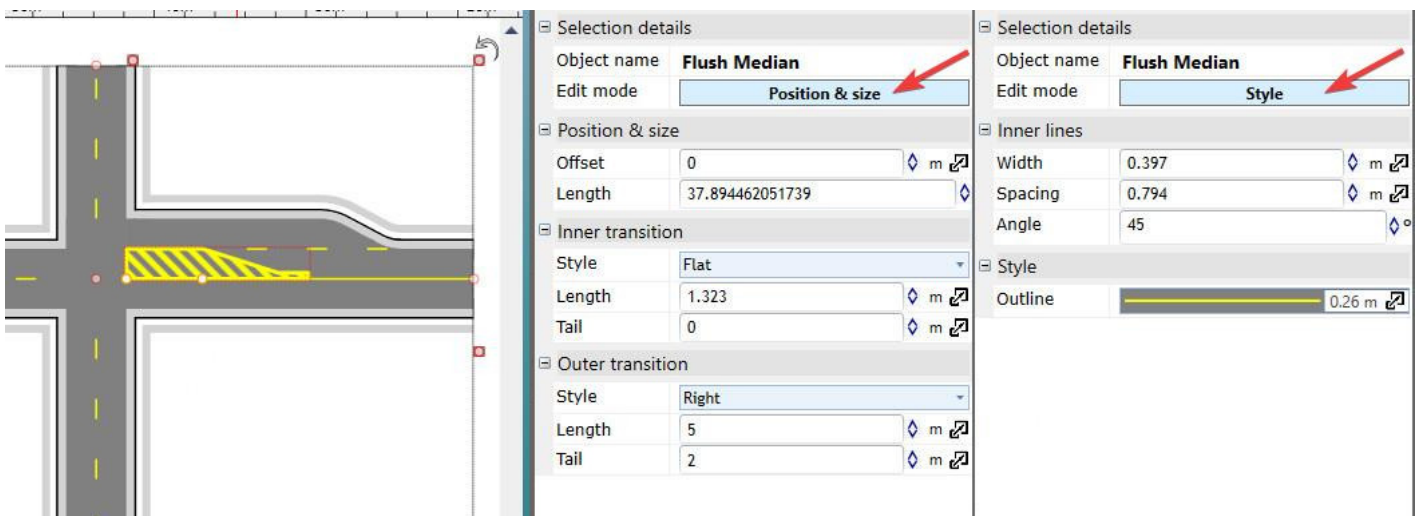 Selection details
Object name Flush Median
Edit mode Position & size
Position & size
Offset 0 m
Length 37.894462051739
Inner transition
Style Flat
Length 1.323 m
Tail 0 m
Outer transition
Style Right
Length 5 m
Tail 2 m
Selection details
Object name Flush Median
Edit mode Style
Inner lines
Width 0.397 m
Spacing 0.794 m
Angle 45 °
Style
Outline 0.26 m